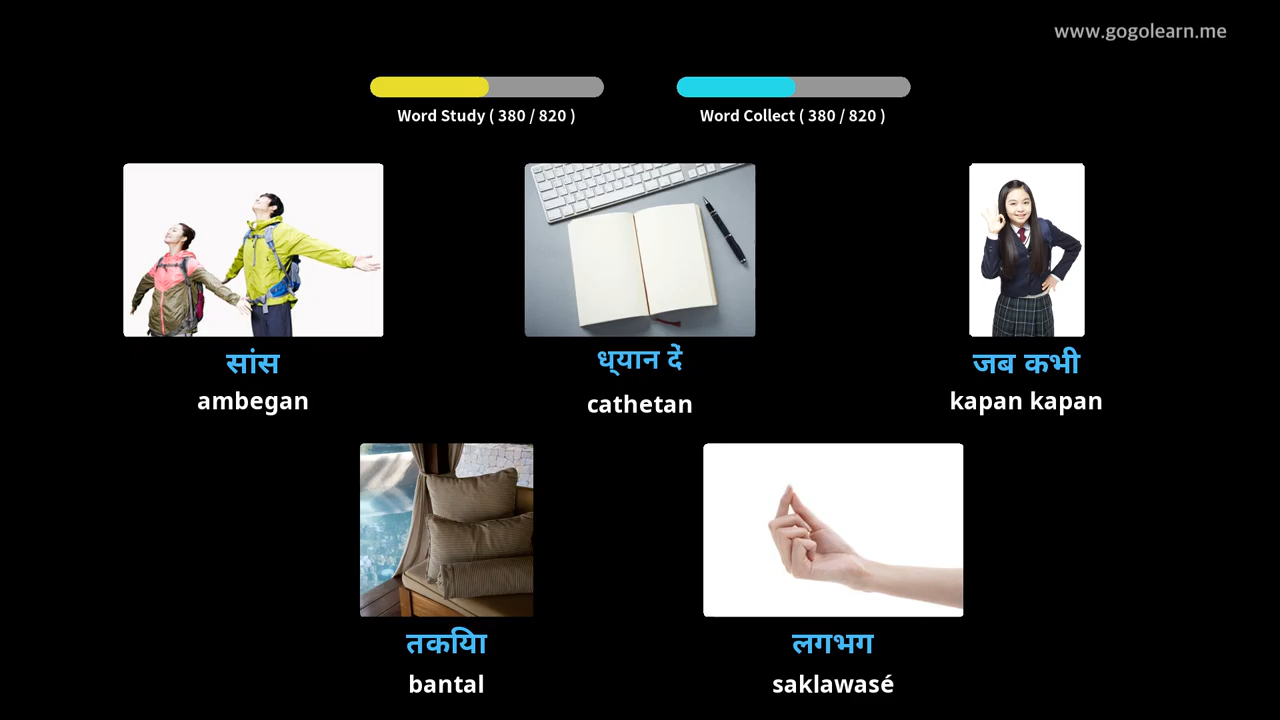 www.gogolearn.me
Word Study ( 380 / 820 )
Word Collect ( 380 / 820 )
सांस
ambegan
ध्यान दें
cathetan
जब कभी
kapan kapan
तकिया
bantal
लगभग
saklawasé